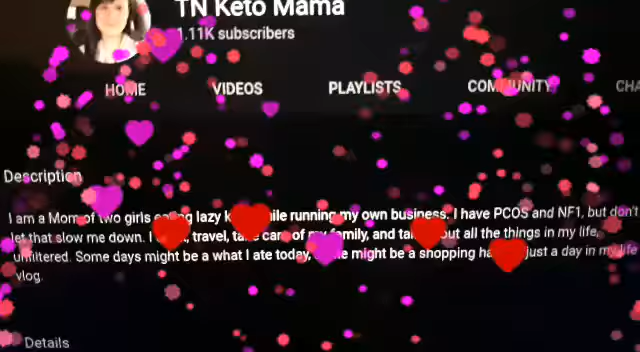 TN Keto Mama
1.11K subscribers
HOME VIDEOS PLAYLISTS COMMUNITY CHA
Description
I am a Mom of two girls eating lazy while running my own business. I have PCOS and NF1, but don't
let that slow me down. I travel, take care of my family, and talk out all the things in my life,
unfiltered. Some days might be a what I ate today, might be a shopping just a day in my life
vlog.
Details